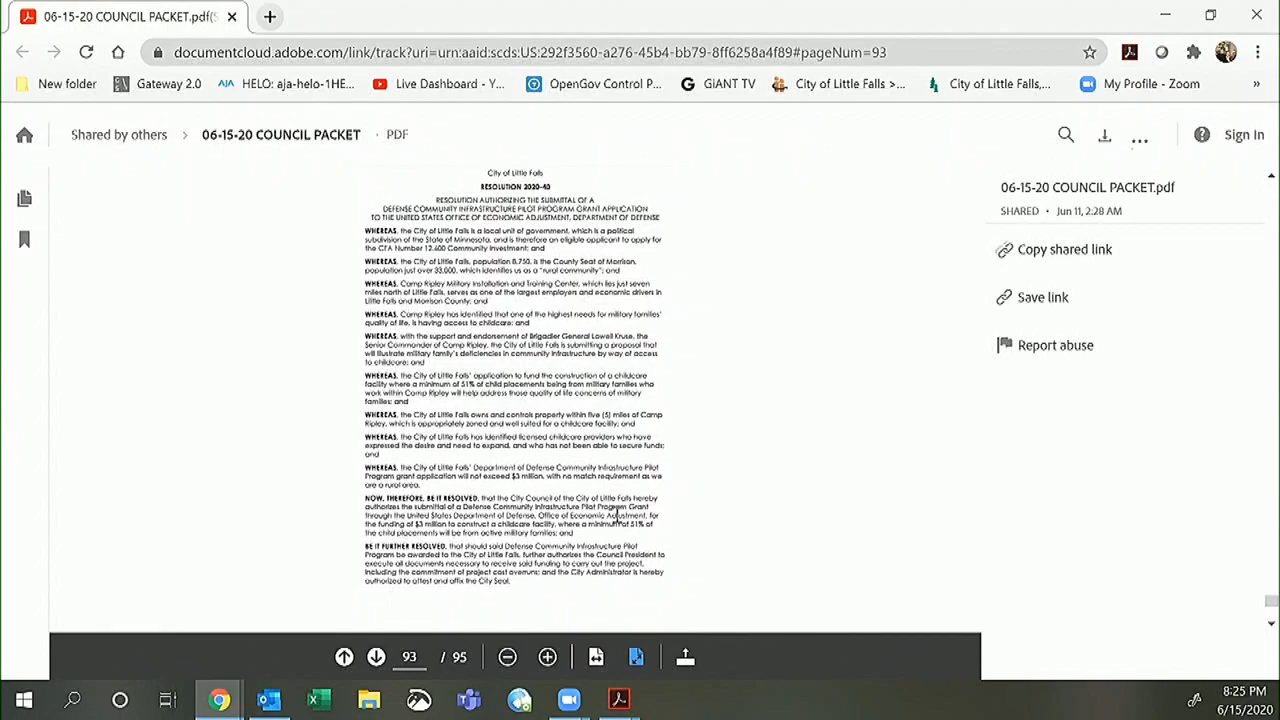 06-15-20 COUNCIL PACKET.pdf(S
documentcloud.adobe.com/link/track?uri=urn:aaid:scds:US:292f3560-a276-45b4-bb79-8ff6258a4f89#pageNum=93
New folder
Gateway 2.0
AJA HELO: aja-helo-1HE...
Live Dashboard - Y...
OpenGov Control P...
G GIANT TV
City of Little Falls >...
City of Little Falls,...
My Profile - Zoom
»
Shared by others > 06-15-20 COUNCIL PACKET · PDF
Sign In
City of Little Falls
RESOLUTION 2020-40
RESOLUTION AUTHORIZING THE SUBMITTAL OF A
DEFENSE COMMUNITY INFRASTRUCTURE PILOT PROGRAM GRANT APPLICATION
TO THE UNITED STATES OFFICE OF ECONOMIC ADJUSTMENT, DEPARTMENT OF DEFENSE
WHEREAS, the City of Little Falls is a local unit of government, which is a political
subdivision of the State of Minnesota, and is therefore an eligible applicant to apply for
the CFA Number 12.600 Community Investment; and
WHEREAS, the City of Little Falls, population 8,750, is the County Seat of Morrison,
population just over 33,000, which identifies us as a "rural community"; and
WHEREAS, Camp Ripley Military Installation and Training Center, which lies just seven
miles north of Little Falls, serves as one of the largest employers and economic drivers in
Little Falls and Morrison County; and
WHEREAS, Camp Ripley has identified that one of the highest needs for military families'
quality of life, is having access to childcare; and
WHEREAS, with the support and endorsement of Brigadier General Lowell Kruse, the
Senior Commander of Camp Ripley, the City of Little Falls is submitting a proposal that
will illustrate military family's deficiencies in community infrastructure by way of access
to childcare; and
WHEREAS, the City of Little Falls' application to fund the construction of a childcare
facility where a minimum of 51% of child placements being from military families who
work within Camp Ripley will help address those quality of life concerns of military
families; and
WHEREAS, the City of Little Falls owns and controls property within five (5) miles of Camp
Ripley, which is appropriately zoned and well suited for a childcare facility; and
WHEREAS, the City of Little Falls has identified licensed childcare providers who have
expressed the desire and need to expand, and who has not been able to secure funds;
and
WHEREAS, the City of Little Falls' Department of Defense Community Infrastructure Pilot
Program grant application will not exceed $3 million, with no match requirement as we
are a rural area.
NOW, THEREFORE, BE IT RESOLVED, that the City Council of the City of Little Falls hereby
authorizes the submittal of a Defense Community Infrastructure Pilot Program Grant
through the United States Department of Defense, Office of Economic Adjustment, for
the funding of $3 million to construct a childcare facility, where a minimum of 51% of
the child placements will be from active military families; and
BE IT FURTHER RESOLVED, that should said Defense Community Infrastructure Pilot
Program be awarded to the City of Little Falls, further authorizes the Council President to
execute all documents necessary to receive said funding to carry out the project,
including the commitment of project cost overruns; and the City Administrator is hereby
authorized to attest and affix the City Seal.
06-15-20 COUNCIL PACKET.pdf
SHARED • Jun 11, 2:28 AM
Copy shared link
Save link
Report abuse
93 / 95
8:25 PM
6/15/2020